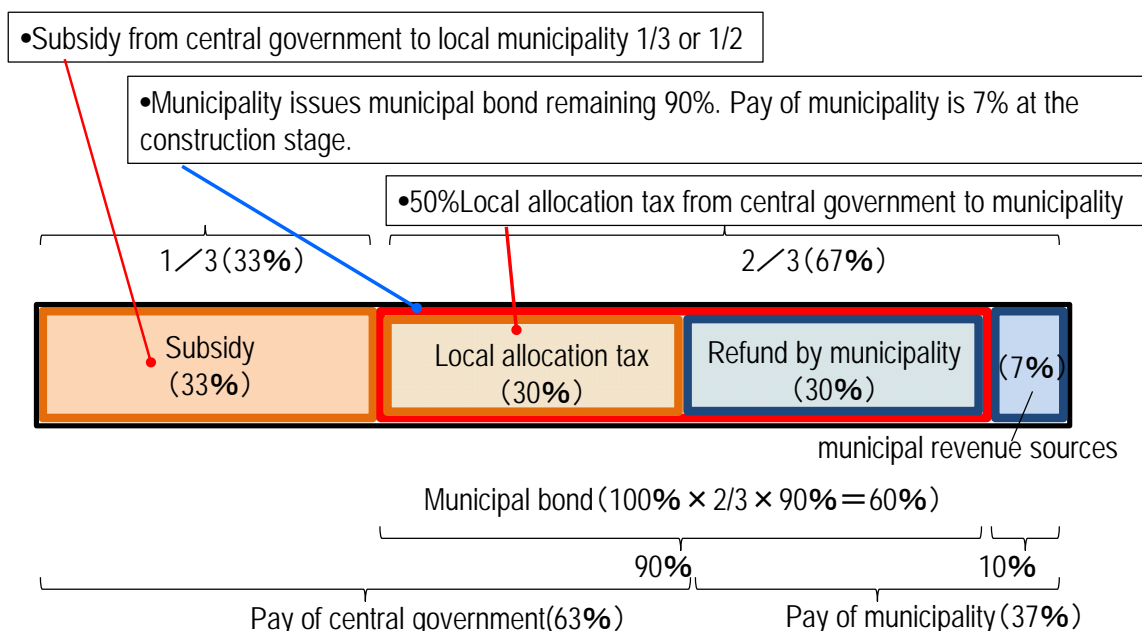 •Subsidy from central government to local municipality 1/3 or 1/2
•Municipality issues municipal bond remaining 90%. Pay of municipality is 7% at the
construction stage.
•50%Local allocation tax from central government to municipality
1／3(33%)
2／3(67%)
Subsidy
(33%)
Local allocation tax
(30%)
Refund by municipality
(30%)
(7%)
municipal revenue sources
Municipal bond(100% × 2/3 × 90%＝60%)
90%
10%
Pay of central government(63%)
Pay of municipality(37%)